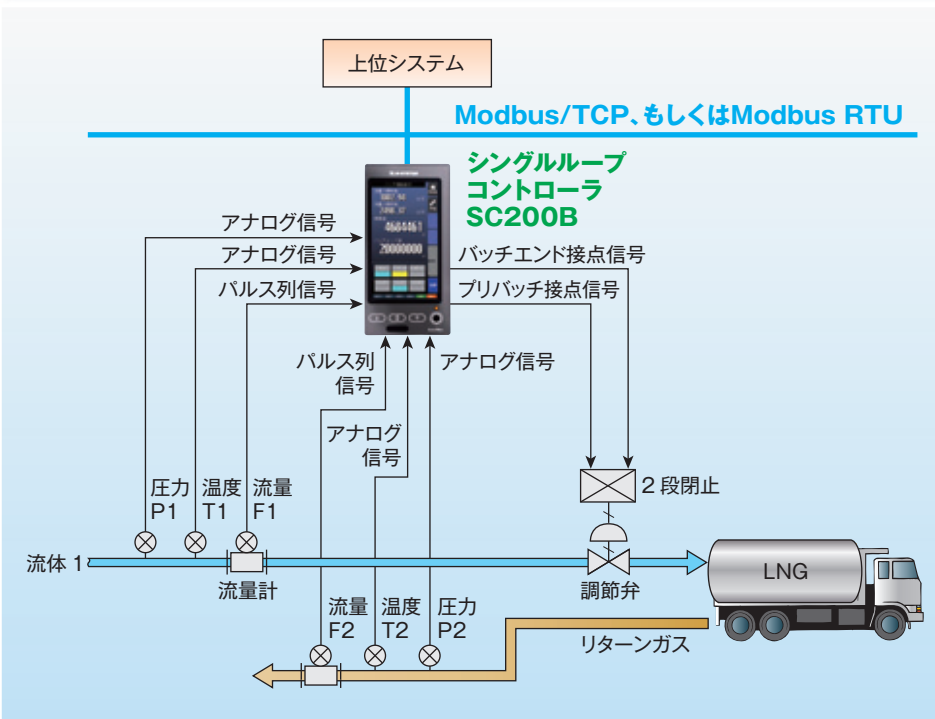 上位システム
Modbus/TCP、もしくはModbus RTU
シングルループ
コントローラ
SC200B
アナログ信号
アナログ信号
パルス列信号
4684461
20000000
バッチエンド接点信号
プリバッチ接点信号
パルス列
信号
アナログ信号
アナログ
信号
圧力
P1
温度
T1
流量
F1
2段閉止
流体 1
流量計
調節弁
LNG
流量
F2
温度
T2
圧力
P2
リターンガス